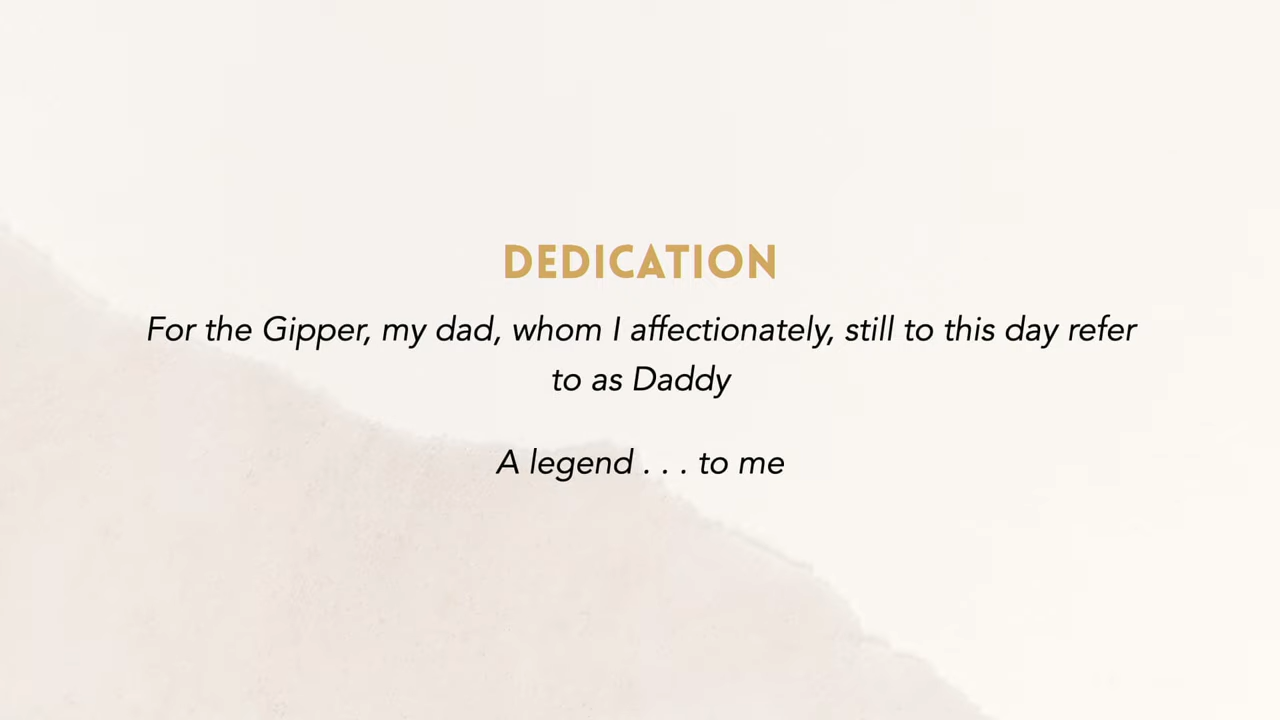 DEDICATION
For the Gipper, my dad, whom I affectionately, still to this day refer
to as Daddy
A legend . . . to me